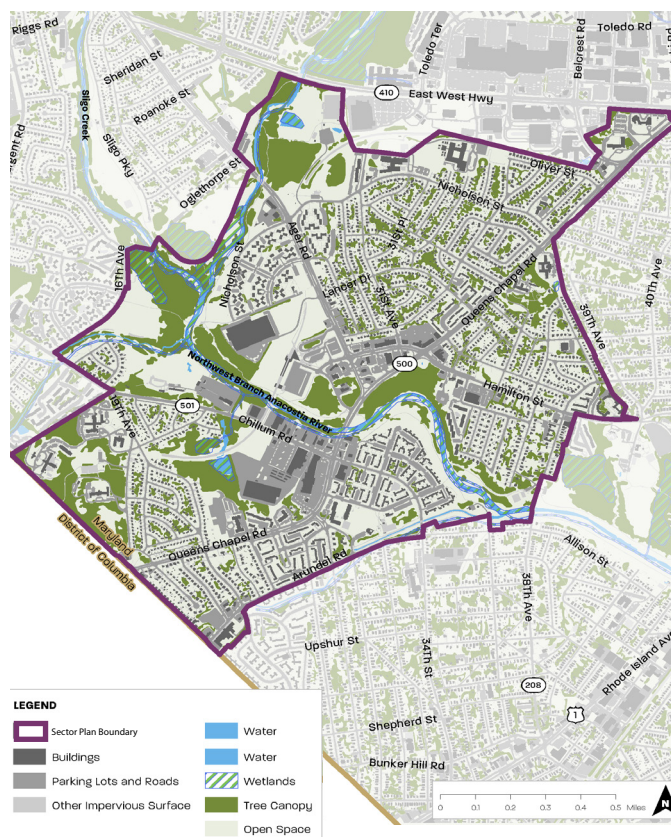 Riggs Rd
Sheridan St
Toledo Ter
Belcrest Rd
Toledo Rd
410
East West Hwy
Roanoke St
Sligo Creek
Sligo Pky
Oglethorpe St
Oliver St
Nicholson St
31St Pl
16Th Ave
Nicholson St
Ager Rd
Lancer Dr
31St Ave
Queens Chapel Rd
40Th Ave
39Th Ave
Northwest Branch Anacostia River
500
Hamilton St
19Th Ave
501
Chillum Rd
Maryland
District of Columbia
Queens Chapel Rd
Arundel Rd
Allison St
38Th Ave
Upshur St
34Th St
208
Rhode Island Av
1
Shepherd St
Bunker Hill Rd
LEGEND
Sector Plan Boundary
Buildings
Parking Lots and Roads
Other Impervious Surface
Water
Water
Wetlands
Tree Canopy
Open Space
0 0.1 0.2 0.3 0.4 0.5 Miles
N